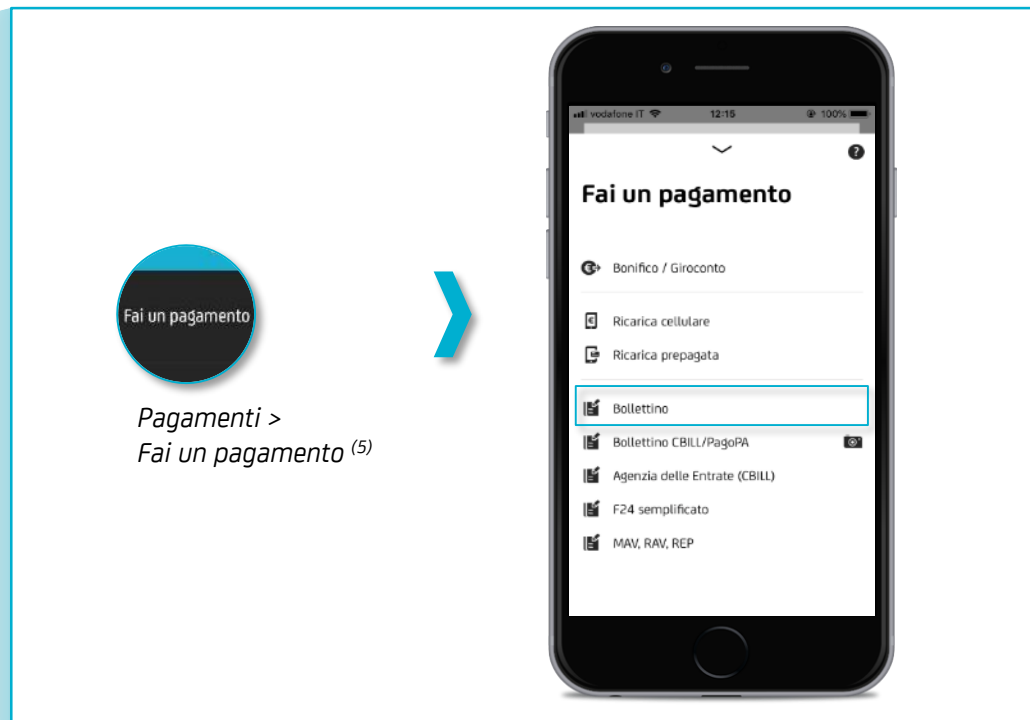 Fai un pagamento
Pagamenti >
Fai un pagamento (5)
vodafone IT 12:15 100%
?
Fai un pagamento
Bonifico / Giroconto
Ricarica cellulare
Ricarica prepagata
Bollettino
Bollettino CBILL/PagoPA
Agenzia delle Entrate (CBILL)
F24 semplificato
MAV, RAV, REP